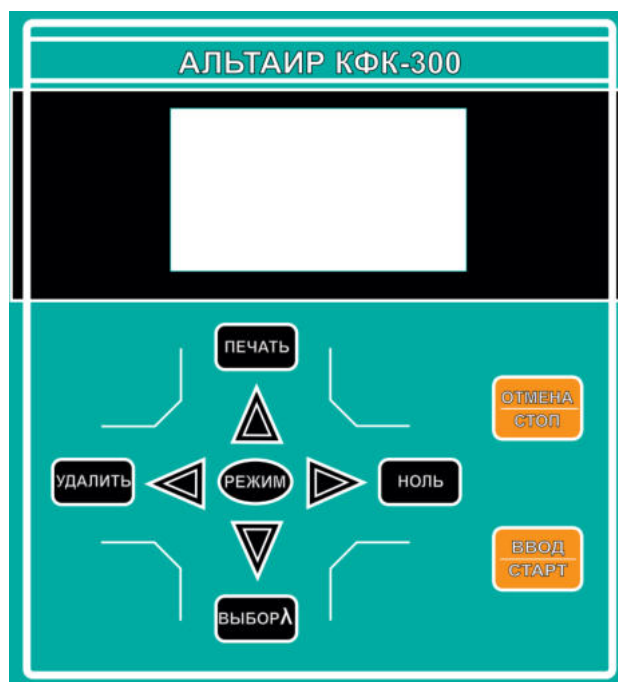 АЛЬТАИР КФК-300
ПЕЧАТЬ
ОТМЕНА
СТОП
УДАЛИТЬ
РЕЖИМ
НОЛЬ
ВВОД
СТАРТ
ВЫБОРλ